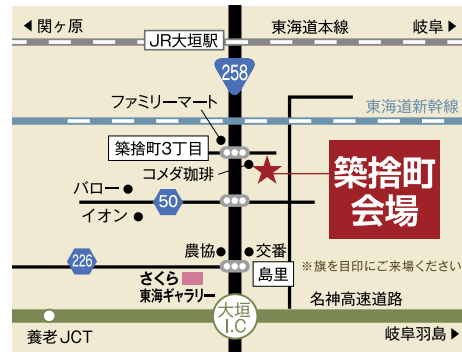 ◀関ヶ原
東海道本線
岐阜▶
JR大垣駅
258
ファミリーマート
東海道新幹線
築捨町3丁目
コメダ珈琲
築捨町
会場
バロー
50
イオン
農協
交番
※旗を目印にご来場ください
226
島里
さくら
東海ギャラリー
名神高速道路
大垣
I.C
養老JCT
岐阜羽島▶